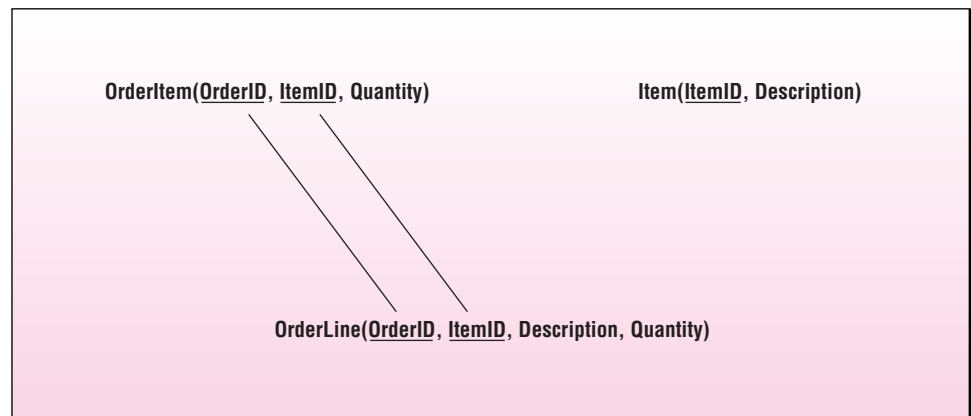 OrderItem(OrderID, ItemID, Quantity)
Item(ItemID, Description)
OrderLine(OrderID, ItemID, Description, Quantity)